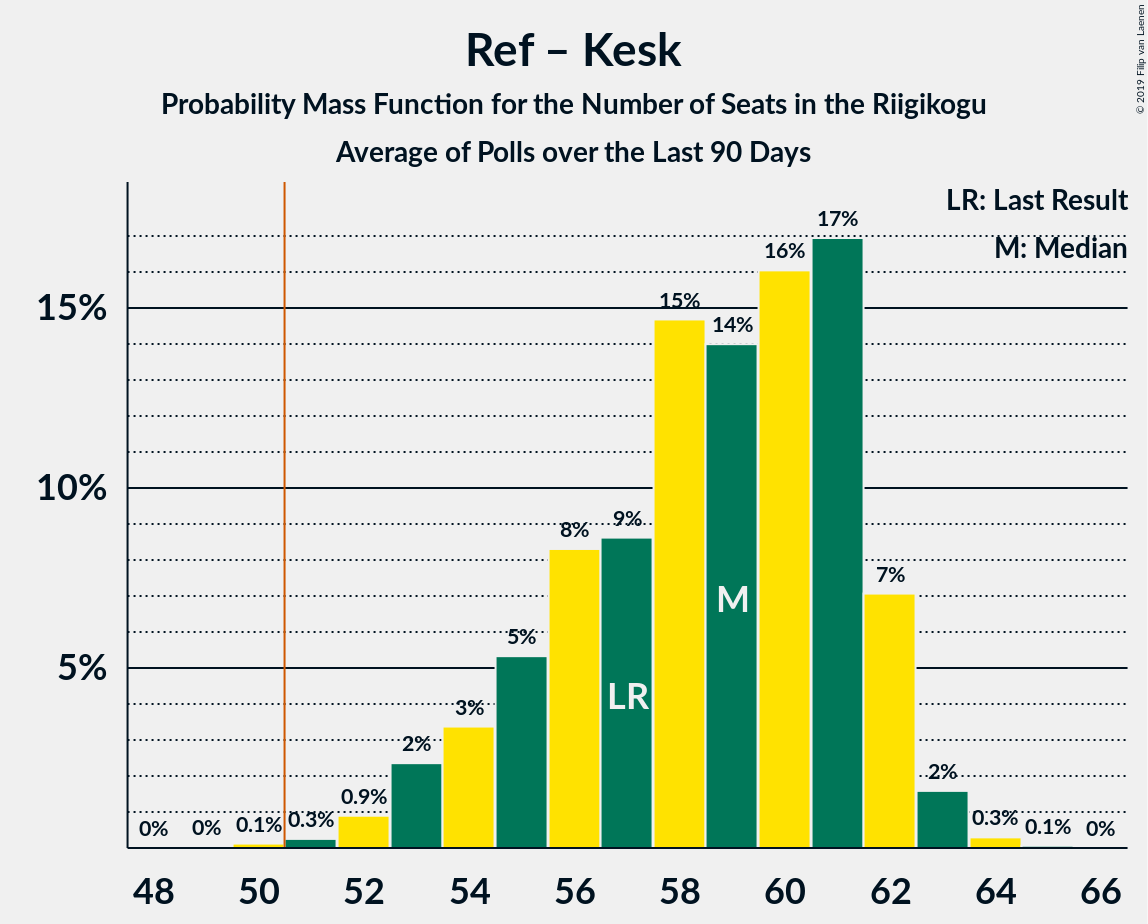 Ref – Kesk
Probability Mass Function for the Number of Seats in the Riigikogu
Average of Polls over the Last 90 Days
© 2019 Filip van Laenen
LR: Last Result
M: Median
15%
10%
5%
0%
0%
0.1%
0.3%
0.9%
2%
3%
5%
8%
9%
15%
14%
16%
17%
7%
2%
0.3%
0.1%
0%
LR
M
48 50 52 54 56 58 60 62 64 66